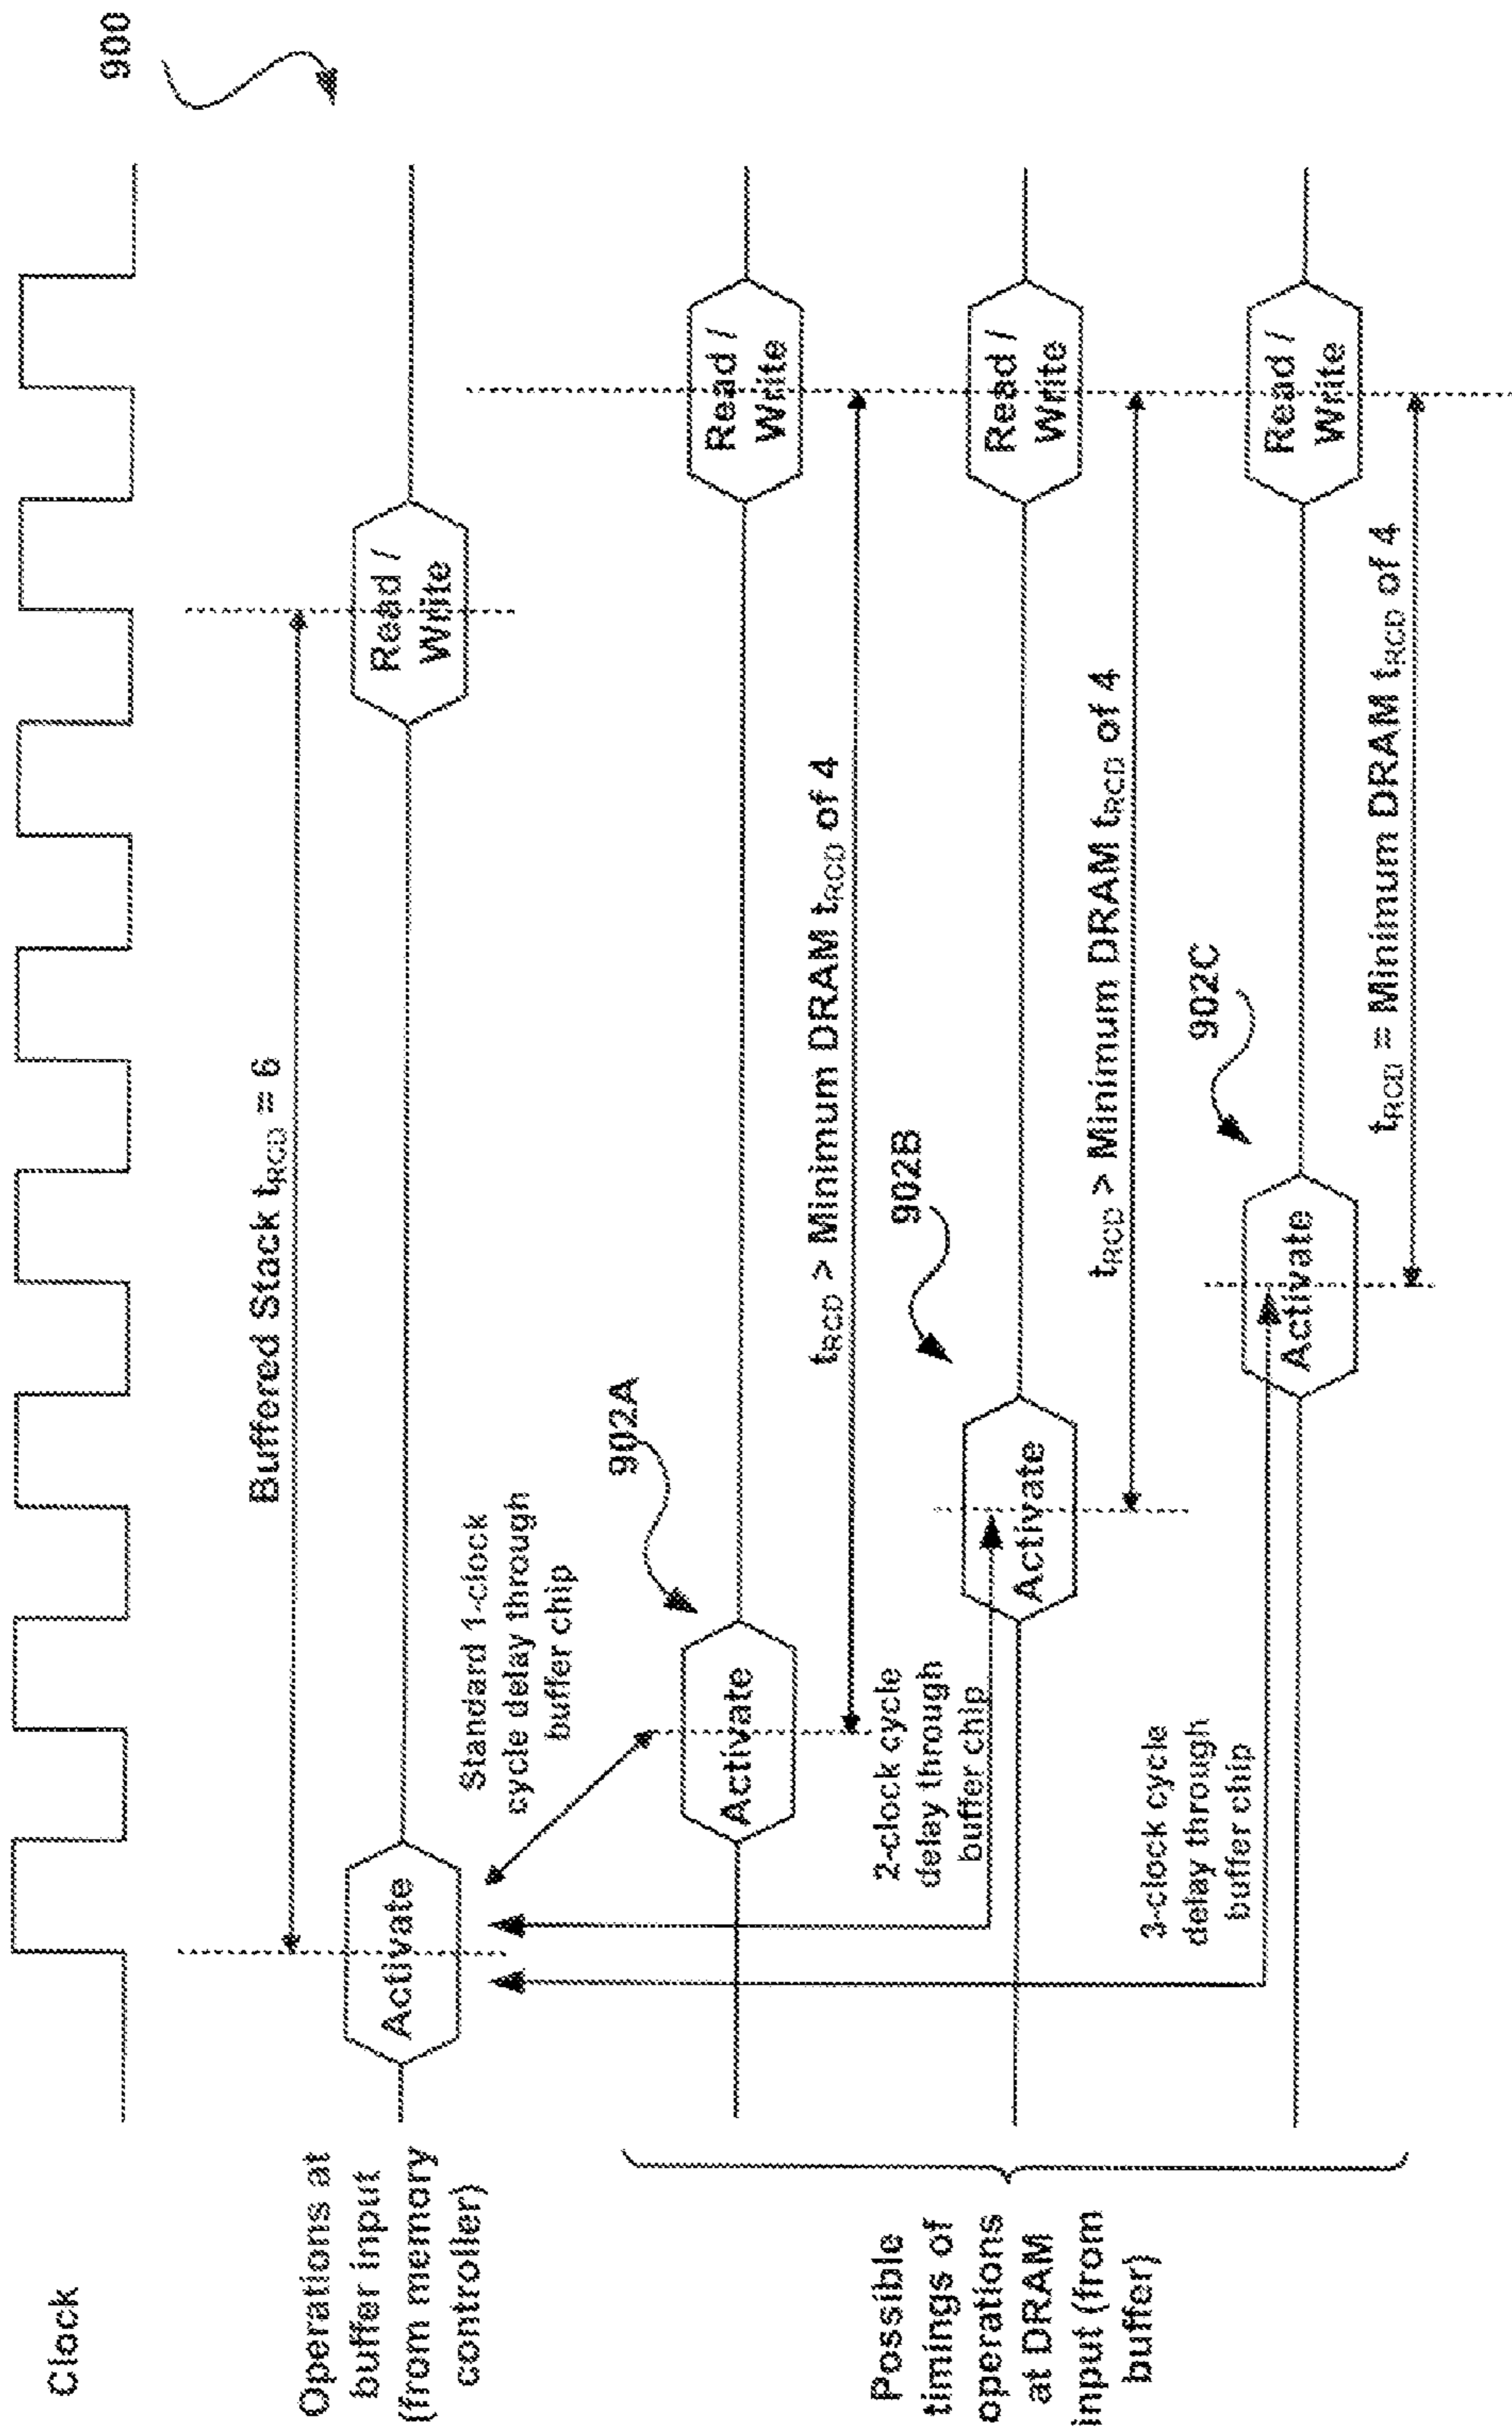 900
Clock
Operations at
buffer input
(from memory
controller)
Buffered Stack tRCD = 6
Activate
Read /
Write
Standard 1-clock
cycle delay through
buffer chip
902A
Activate
Read /
Write
tRCD > Minimum DRAM tRCD of 4
Possible
timings of
operations
at DRAM
input (from
buffer)
2-clock cycle
delay through
buffer chip
902B
Activate
Read /
Write
tRCD > Minimum DRAM tRCD of 4
3-clock cycle
delay through
buffer chip
902C
Activate
Read /
Write
tRCD = Minimum DRAM tRCD of 4